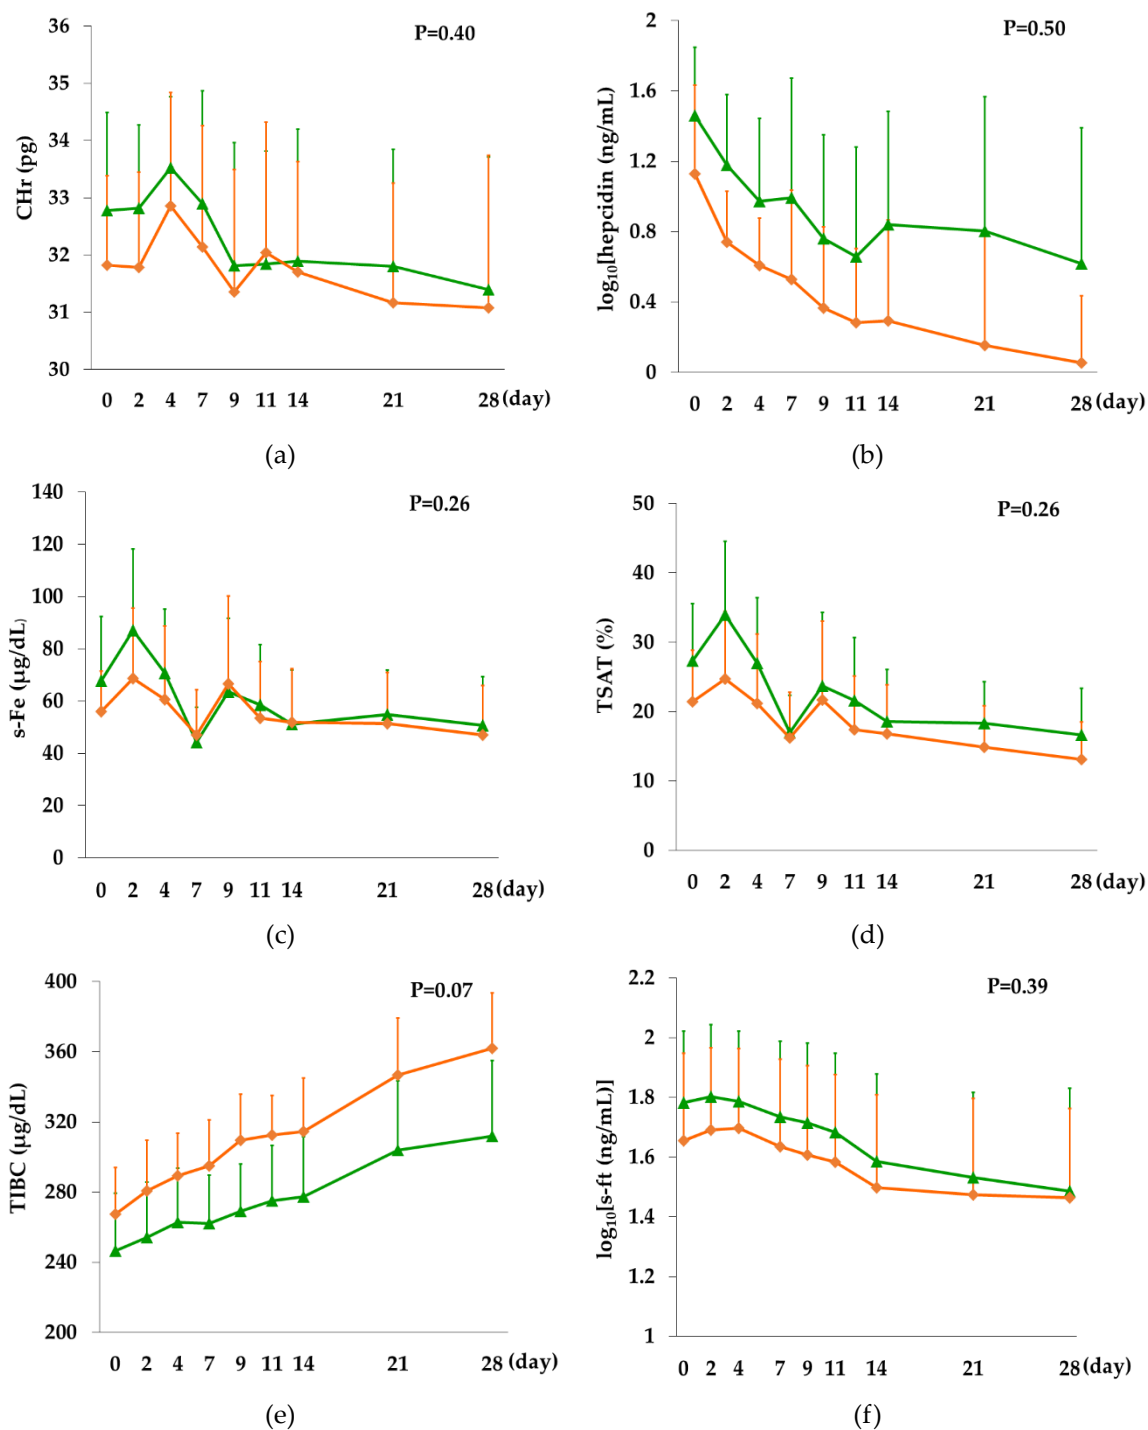 P=0.40
CHr (pg)
36
35
34
33
32
31
30
0 2 4 7 9 11 14 21 28 (day)
(a)
P=0.50
log10[hepcidin (ng/mL)]
2
1.6
1.2
0.8
0.4
0
0 2 4 7 9 11 14 21 28 (day)
(b)
P=0.26
s-Fe (µg/dL)
140
120
100
80
60
40
20
0
0 2 4 7 9 11 14 21 28 (day)
(c)
P=0.26
TSAT (%)
50
40
30
20
10
0
0 2 4 7 9 11 14 21 28 (day)
(d)
P=0.07
TIBC (µg/dL)
400
360
320
280
240
200
0 2 4 7 9 11 14 21 28 (day)
(e)
P=0.39
log10[s-ft (ng/mL)]
2.2
2
1.8
1.6
1.4
1.2
1
0 2 4 7 9 11 14 21 28 (day)
(f)